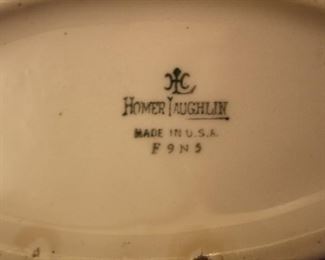 HLC
HOMER LAUGHLIN
MADE IN U.S.A.
F 9 N 5